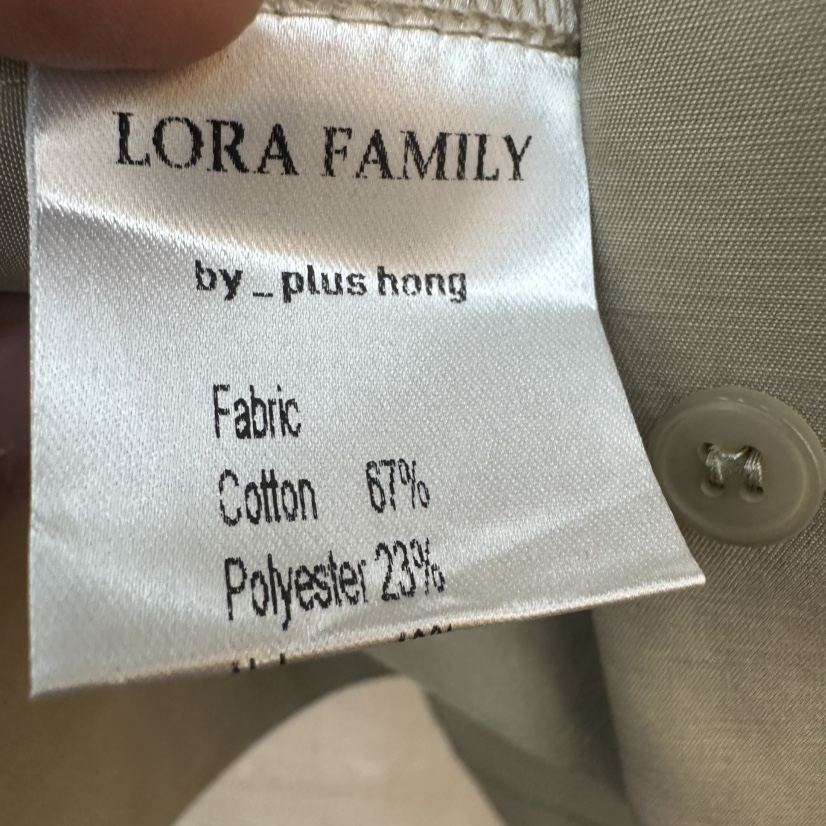 LORA FAMILY
by_plus hong
Fabric
Cotton 67%
Polyester 23%